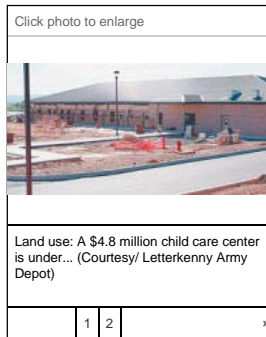 Click photo to enlarge
Land use: A $4.8 million child care center
is under... (Courtesy/ Letterkenny Army
Depot)
1 2 »